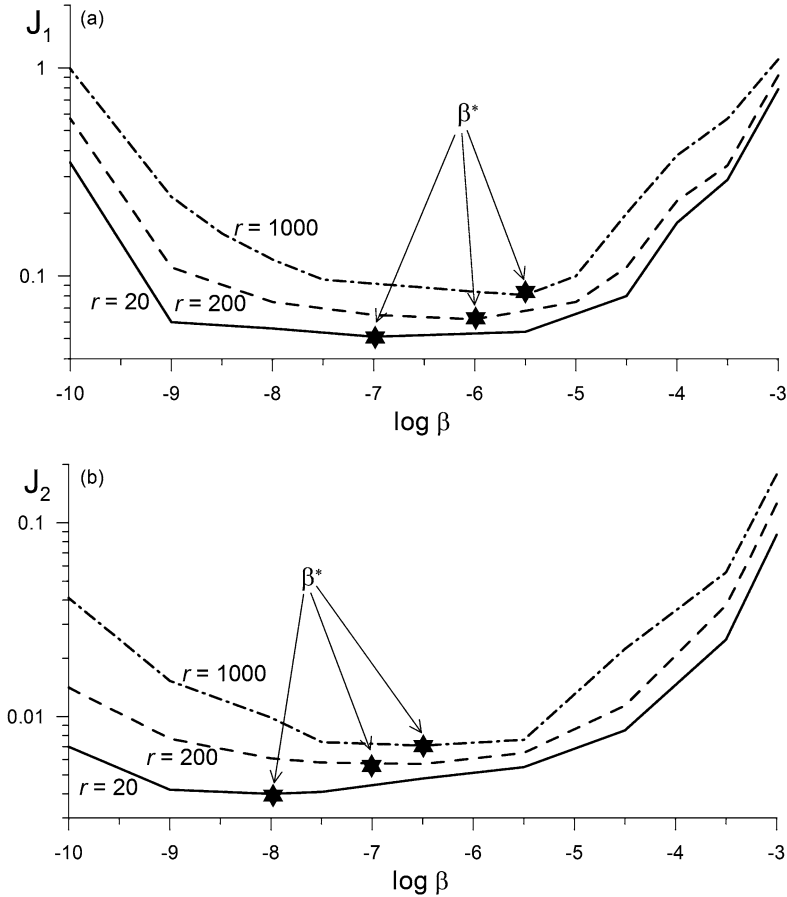 J₁ (a)
1
β*
r = 1000
0.1
r = 20 r = 200
-10 -9 -8 -7 -6 -5 -4 -3
log β
J₂ (b)
0.1
β*
r = 1000
0.01
r = 200
r = 20
-10 -9 -8 -7 -6 -5 -4 -3
log β